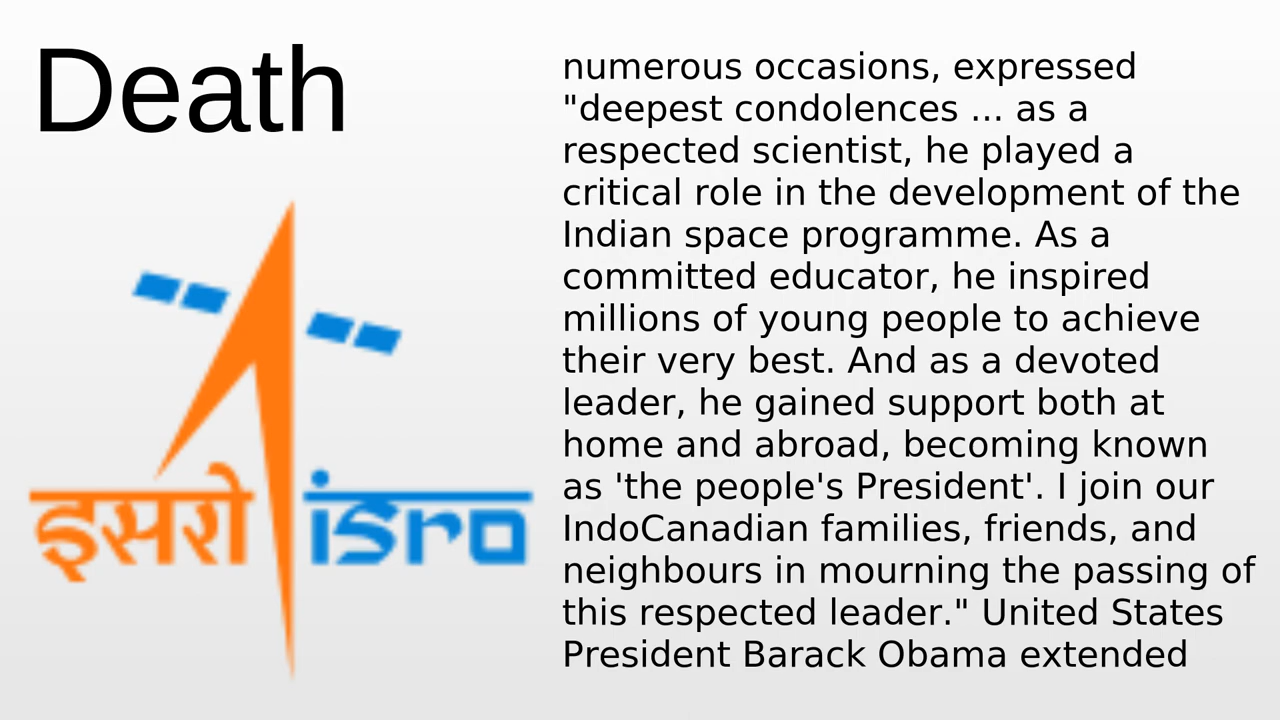 Death
इसरो isro
numerous occasions, expressed
"deepest condolences ... as a
respected scientist, he played a
critical role in the development of the
Indian space programme. As a
committed educator, he inspired
millions of young people to achieve
their very best. And as a devoted
leader, he gained support both at
home and abroad, becoming known
as 'the people's President'. I join our
IndoCanadian families, friends, and
neighbours in mourning the passing of
this respected leader." United States
President Barack Obama extended